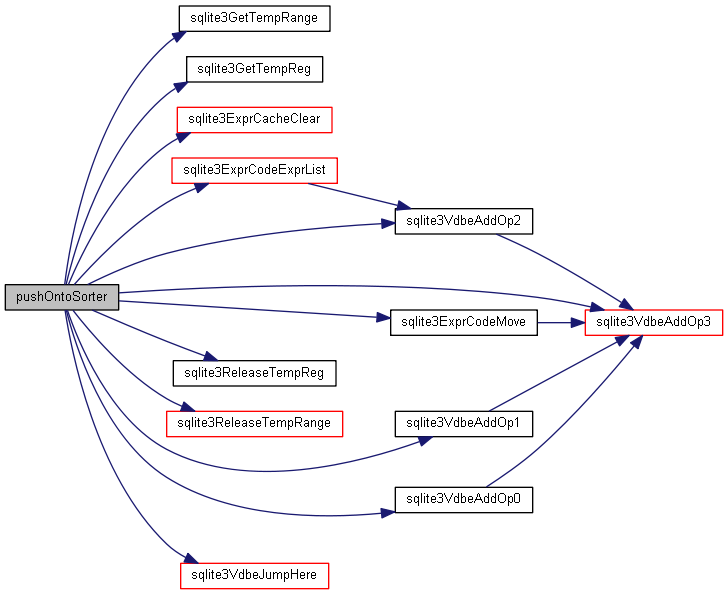 sqlite3GetTempRange
sqlite3GetTempReg
sqlite3ExprCacheClear
sqlite3ExprCodeExprList
sqlite3VdbeAddOp2
pushOntoSorter
sqlite3ExprCodeMove
sqlite3VdbeAddOp3
sqlite3ReleaseTempReg
sqlite3ReleaseTempRange
sqlite3VdbeAddOp1
sqlite3VdbeAddOp0
sqlite3VdbeJumpHere